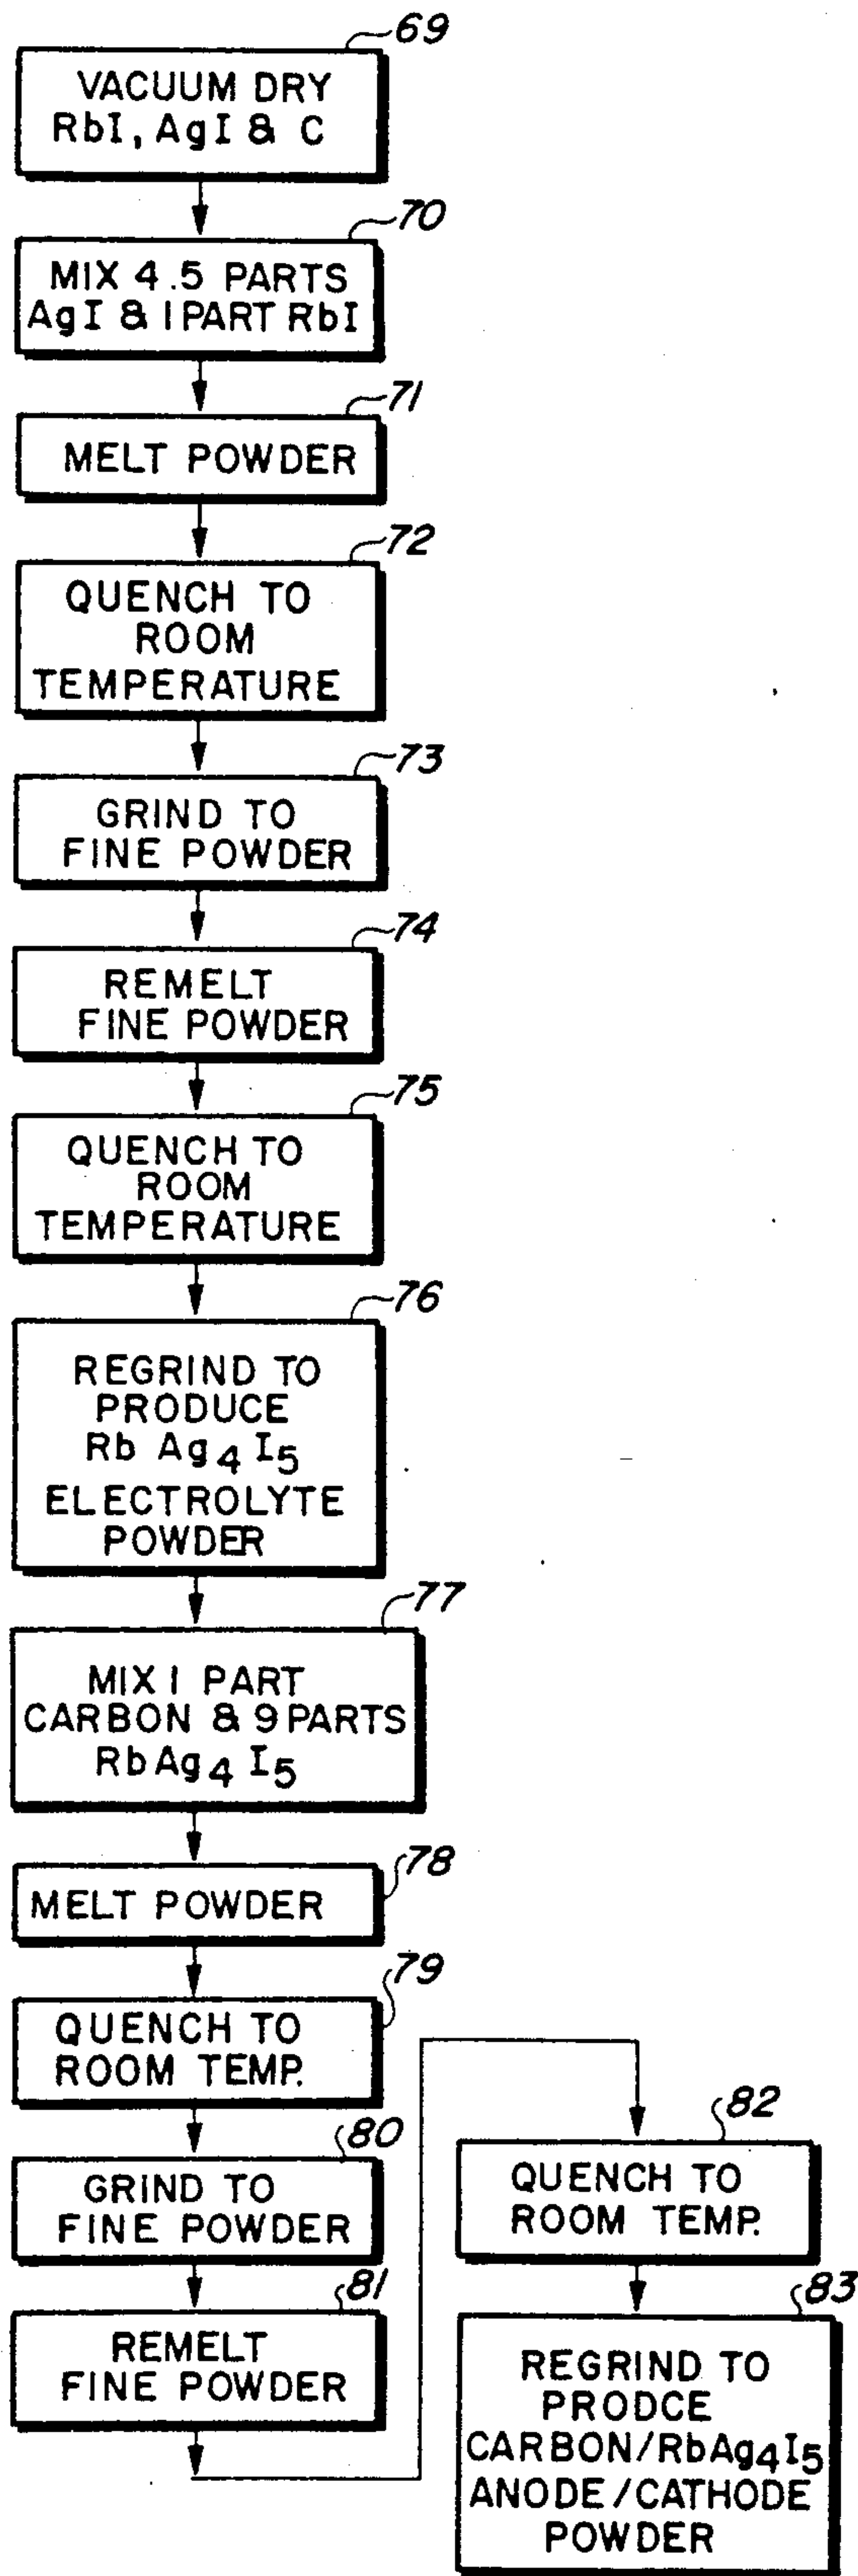 69
VACUUM DRY
RbI, AgI & C
70
MIX 4.5 PARTS
AgI & 1 PART RbI
71
MELT POWDER
72
QUENCH TO
ROOM
TEMPERATURE
73
GRIND TO
FINE POWDER
74
REMELT
FINE POWDER
75
QUENCH TO
ROOM
TEMPERATURE
76
REGRIND TO
PRODUCE
Rb Ag₄ I₅
ELECTROLYTE
POWDER
77
MIX 1 PART
CARBON & 9 PARTS
RbAg₄ I₅
78
MELT POWDER
79
QUENCH TO
ROOM TEMP.
80
GRIND TO
FINE POWDER
81
REMELT
FINE POWDER
82
QUENCH TO
ROOM TEMP.
83
REGRIND TO
PRODCE
CARBON/RbAg₄I₅
ANODE/CATHODE
POWDER